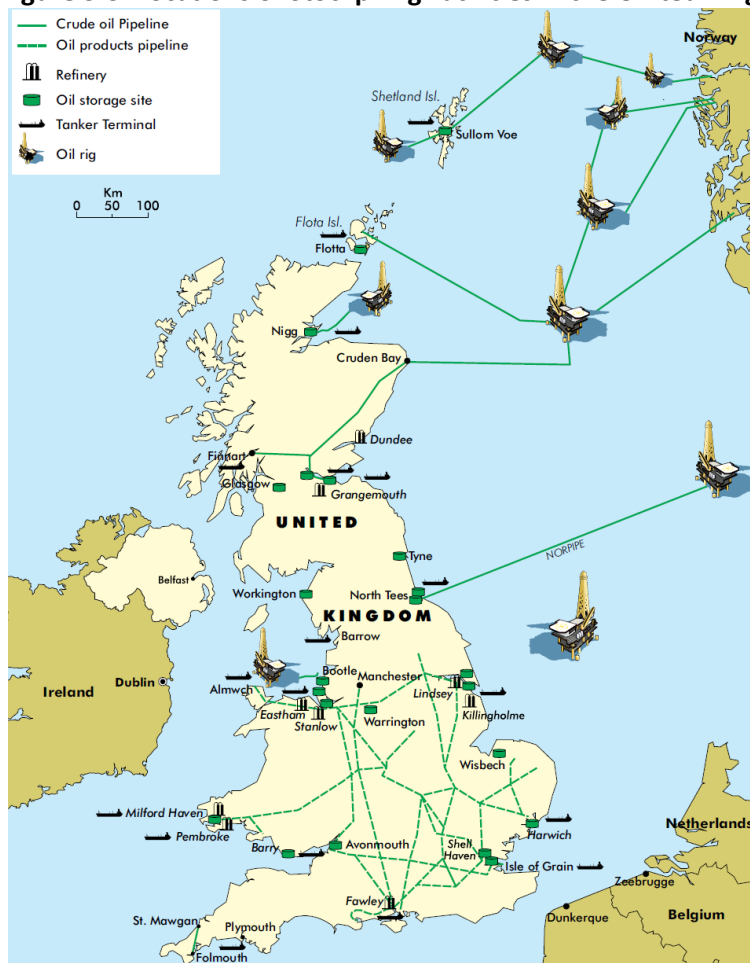 Crude oil Pipeline
Oil products pipeline
Refinery
Oil storage site
Tanker Terminal
Oil rig
Km
0 50 100
Norway
Shetland Isl.
Sullom Voe
Flota Isl.
Flotta
Nigg
Cruden Bay
Dundee
Finnart
Glasgow
Grangemouth
UNITED
Tyne
NORPIPE
Belfast
Workington
North Tees
KINGDOM
Barrow
Bootle
Manchester
Ireland
Dublin
Almwch
Lindsey
Eastham
Killingholme
Stanlow
Warrington
Wisbech
Milford Haven
Netherlands
Pembroke
Harwich
Barry
Avonmouth
Shell
Haven
Isle of Grain
Zeebrugge
Fawley
Dunkerque
Belgium
St. Mawgan
Plymouth
Folmouth